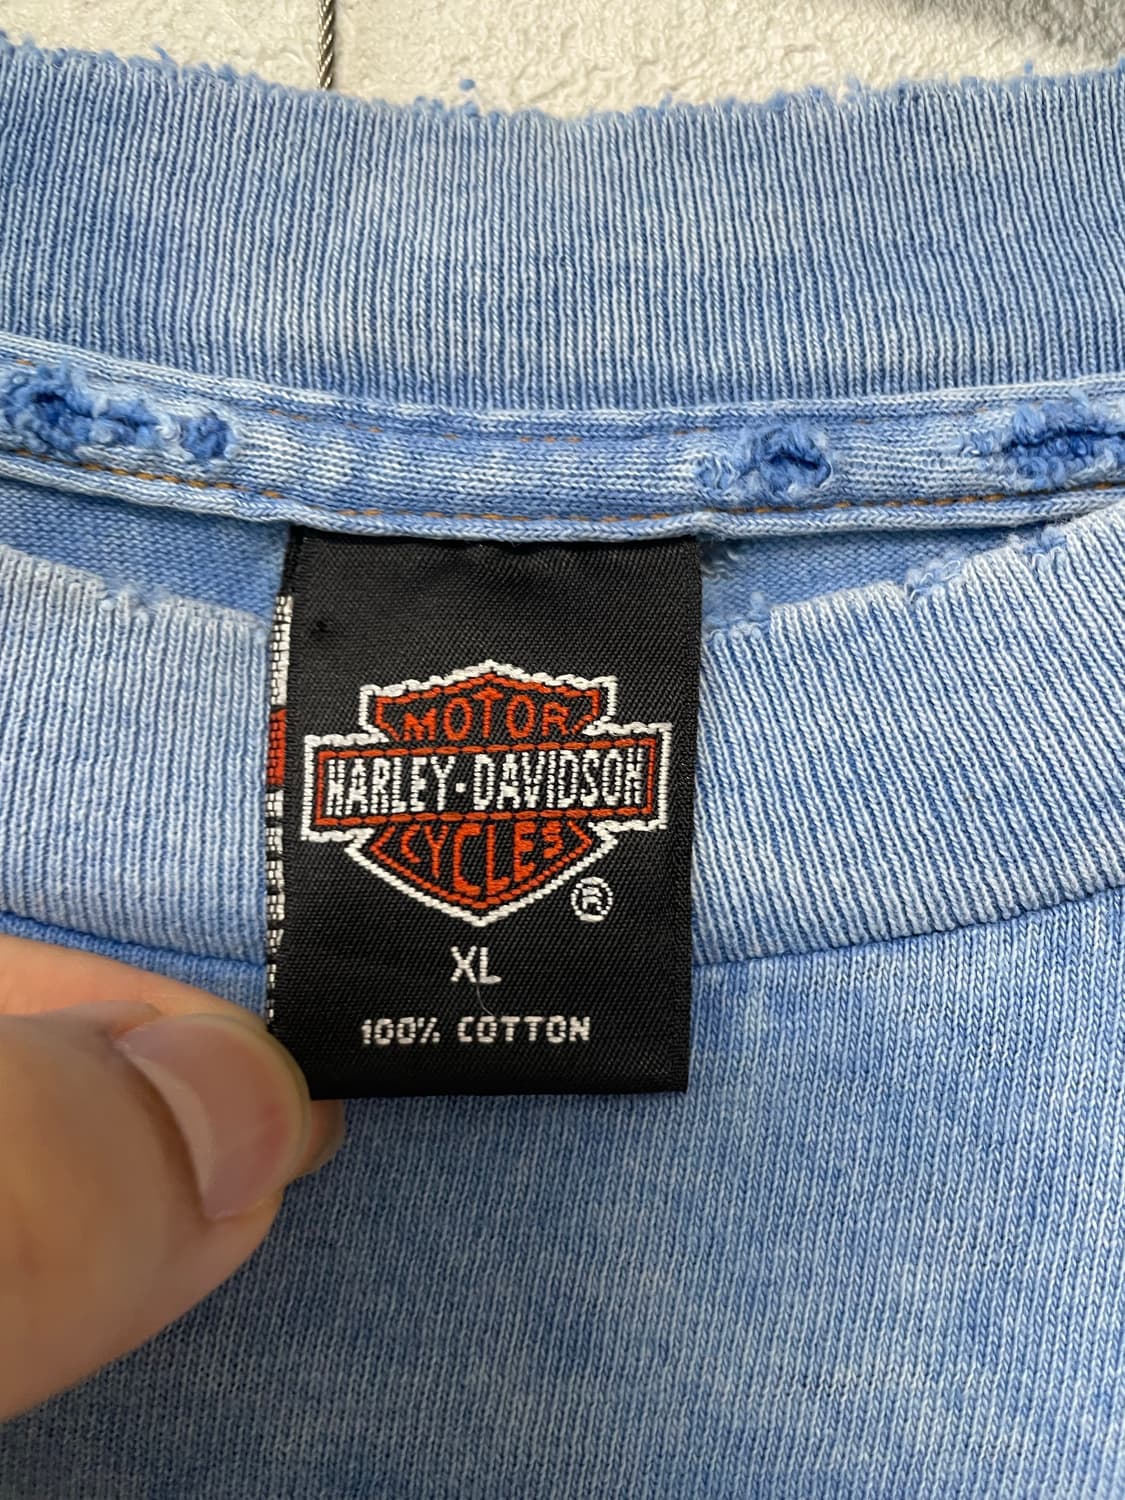 MOTOR
HARLEY-DAVIDSON
CYCLES
®
XL
100% COTTON